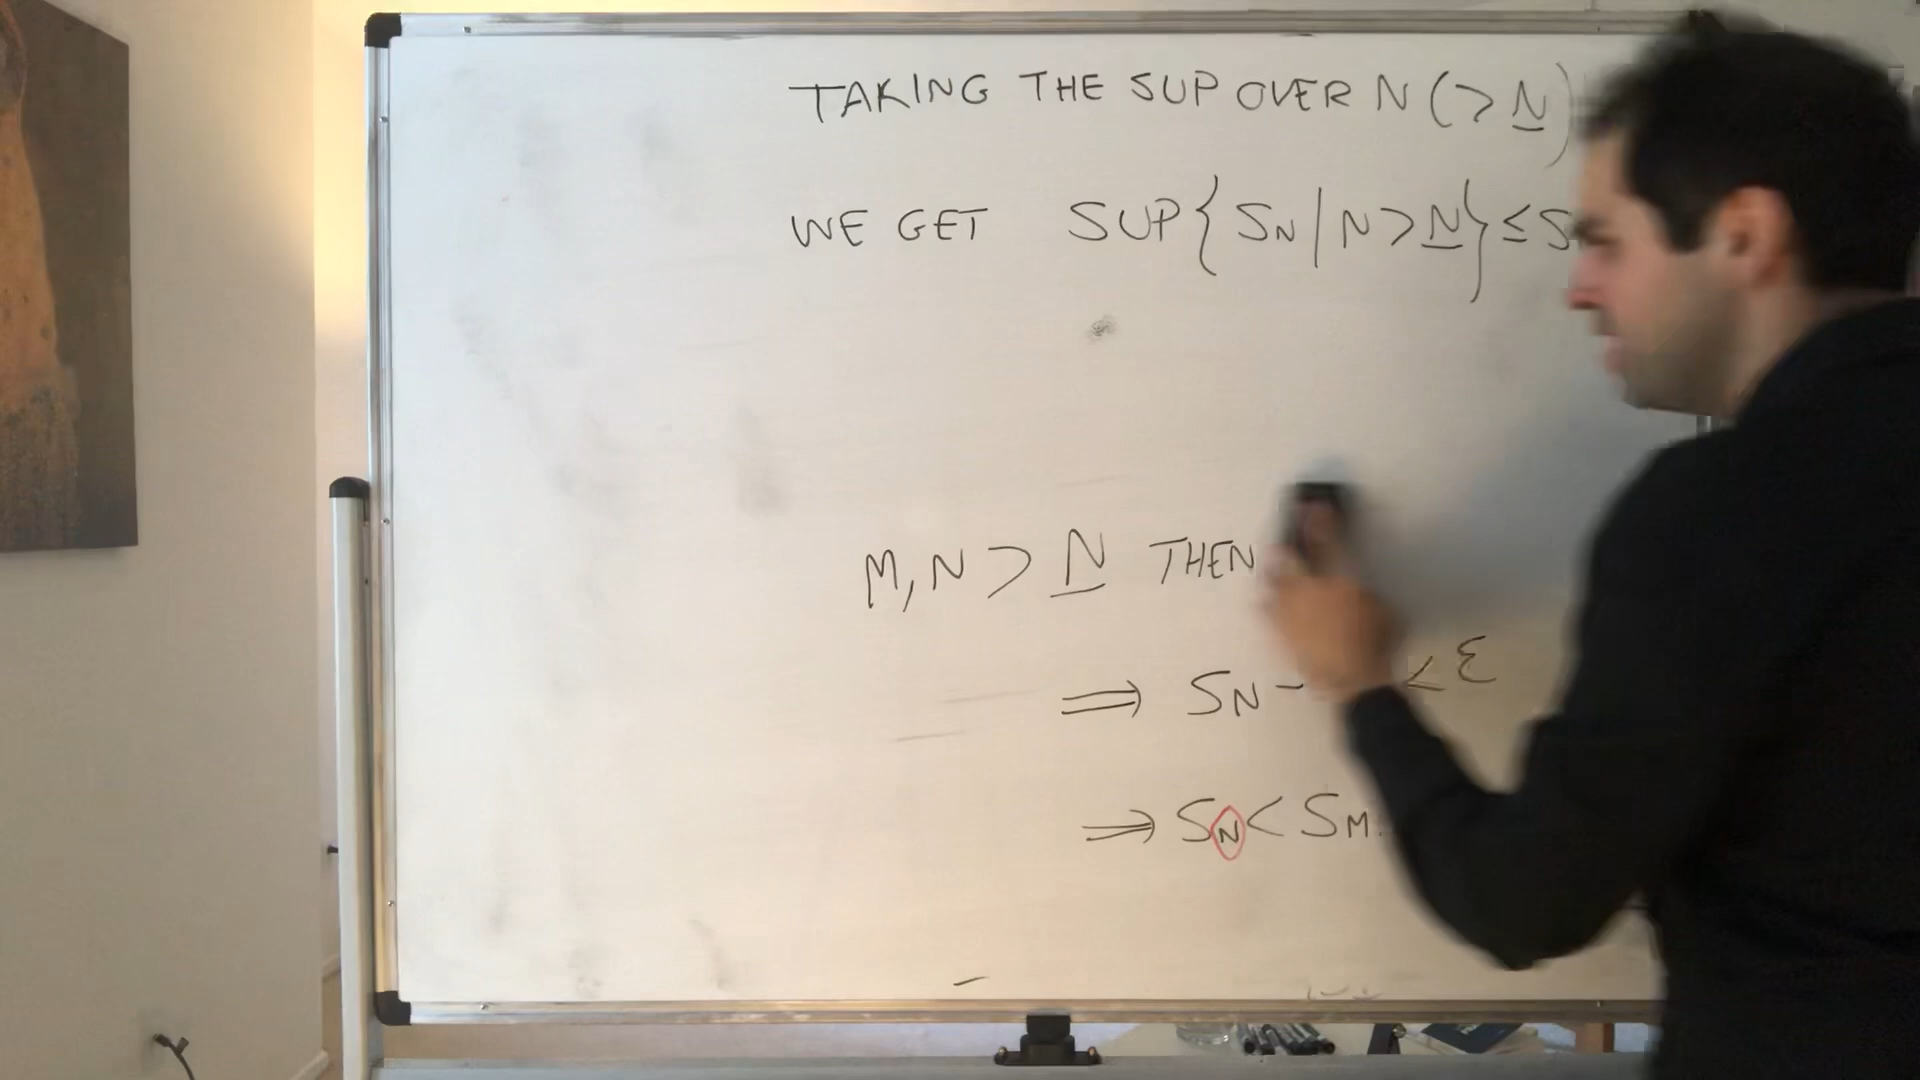 TAKING THE SUP OVER N (> N)
WE GET SUP{SN | N > N} ≤ S
M, N > N THEN
⇒ SN - < ε
⇒ SN < SM